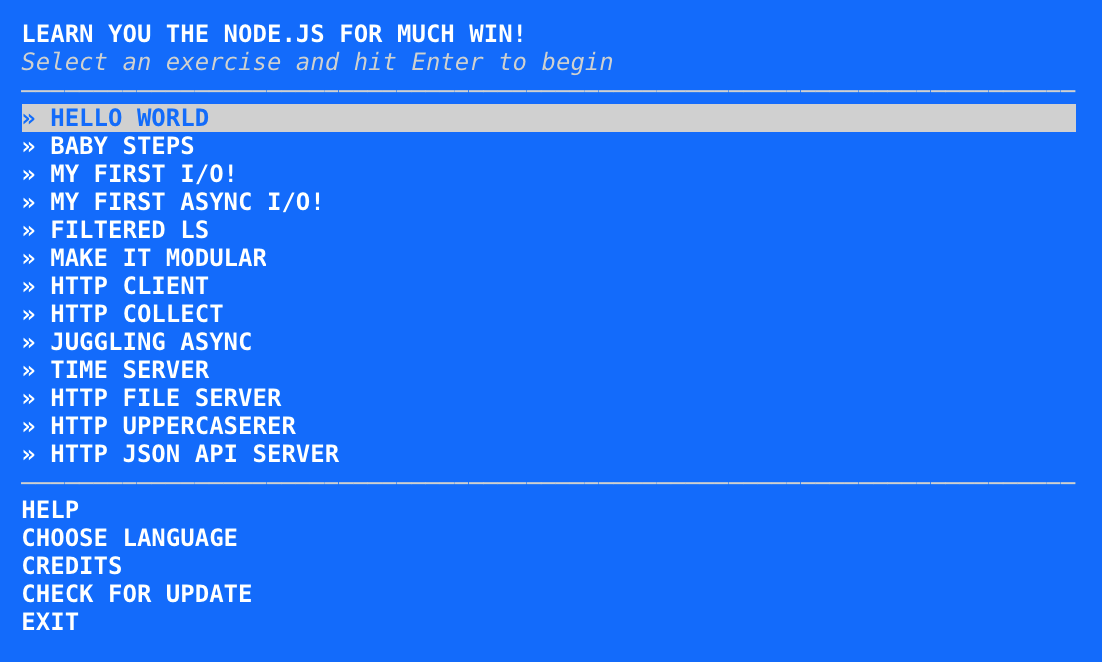 LEARN YOU THE NODE.JS FOR MUCH WIN!
Select an exercise and hit Enter to begin
» HELLO WORLD
» BABY STEPS
» MY FIRST I/O!
» MY FIRST ASYNC I/O!
» FILTERED LS
» MAKE IT MODULAR
» HTTP CLIENT
» HTTP COLLECT
» JUGGLING ASYNC
» TIME SERVER
» HTTP FILE SERVER
» HTTP UPPERCASERER
» HTTP JSON API SERVER
HELP
CHOOSE LANGUAGE
CREDITS
CHECK FOR UPDATE
EXIT